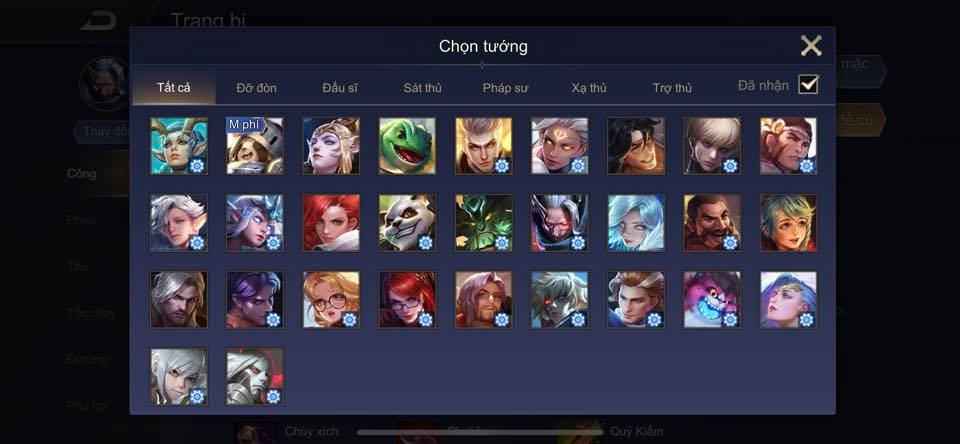 Trang bị
Chọn tướng
mặc
Tất cả
Đỡ đòn
Đấu sĩ
Sát thủ
Pháp sư
Xạ thủ
Trợ thủ
Đã nhận
Thay đổi
M phí
đề cử
Công
Phép
Thủ
Tốc chạy
Đi rừng
Phụ trợ
Chùy xích
Quỷ Kiếm